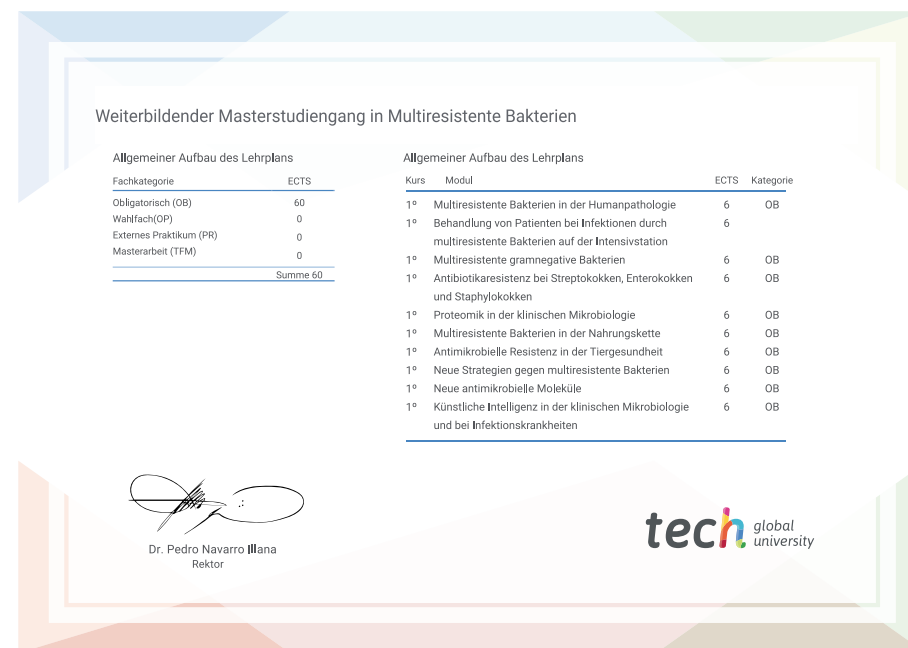 Weiterbildender Masterstudiengang in Multiresistente Bakterien
Allgemeiner Aufbau des Lehrplans
Fachkategorie ECTS
Obligatorisch (OB) 60
Wahlfach(OP) 0
Externes Praktikum (PR) 0
Masterarbeit (TFM) 0
Summe 60
Allgemeiner Aufbau des Lehrplans
Kurs Modul ECTS Kategorie
1º Multiresistente Bakterien in der Humanpathologie 6 OB
1º Behandlung von Patienten bei Infektionen durch 6
multiresistente Bakterien auf der Intensivstation
1º Multiresistente gramnegative Bakterien 6 OB
1º Antibiotikaresistenz bei Streptokokken, Enterokokken 6 OB
und Staphylokokken
1º Proteomik in der klinischen Mikrobiologie 6 OB
1º Multiresistente Bakterien in der Nahrungskette 6 OB
1º Antimikrobielle Resistenz in der Tiergesundheit 6 OB
1º Neue Strategien gegen multiresistente Bakterien 6 OB
1º Neue antimikrobielle Moleküle 6 OB
1º Künstliche Intelligenz in der klinischen Mikrobiologie 6 OB
und bei Infektionskrankheiten
Dr. Pedro Navarro Illana
Rektor
tech global
university